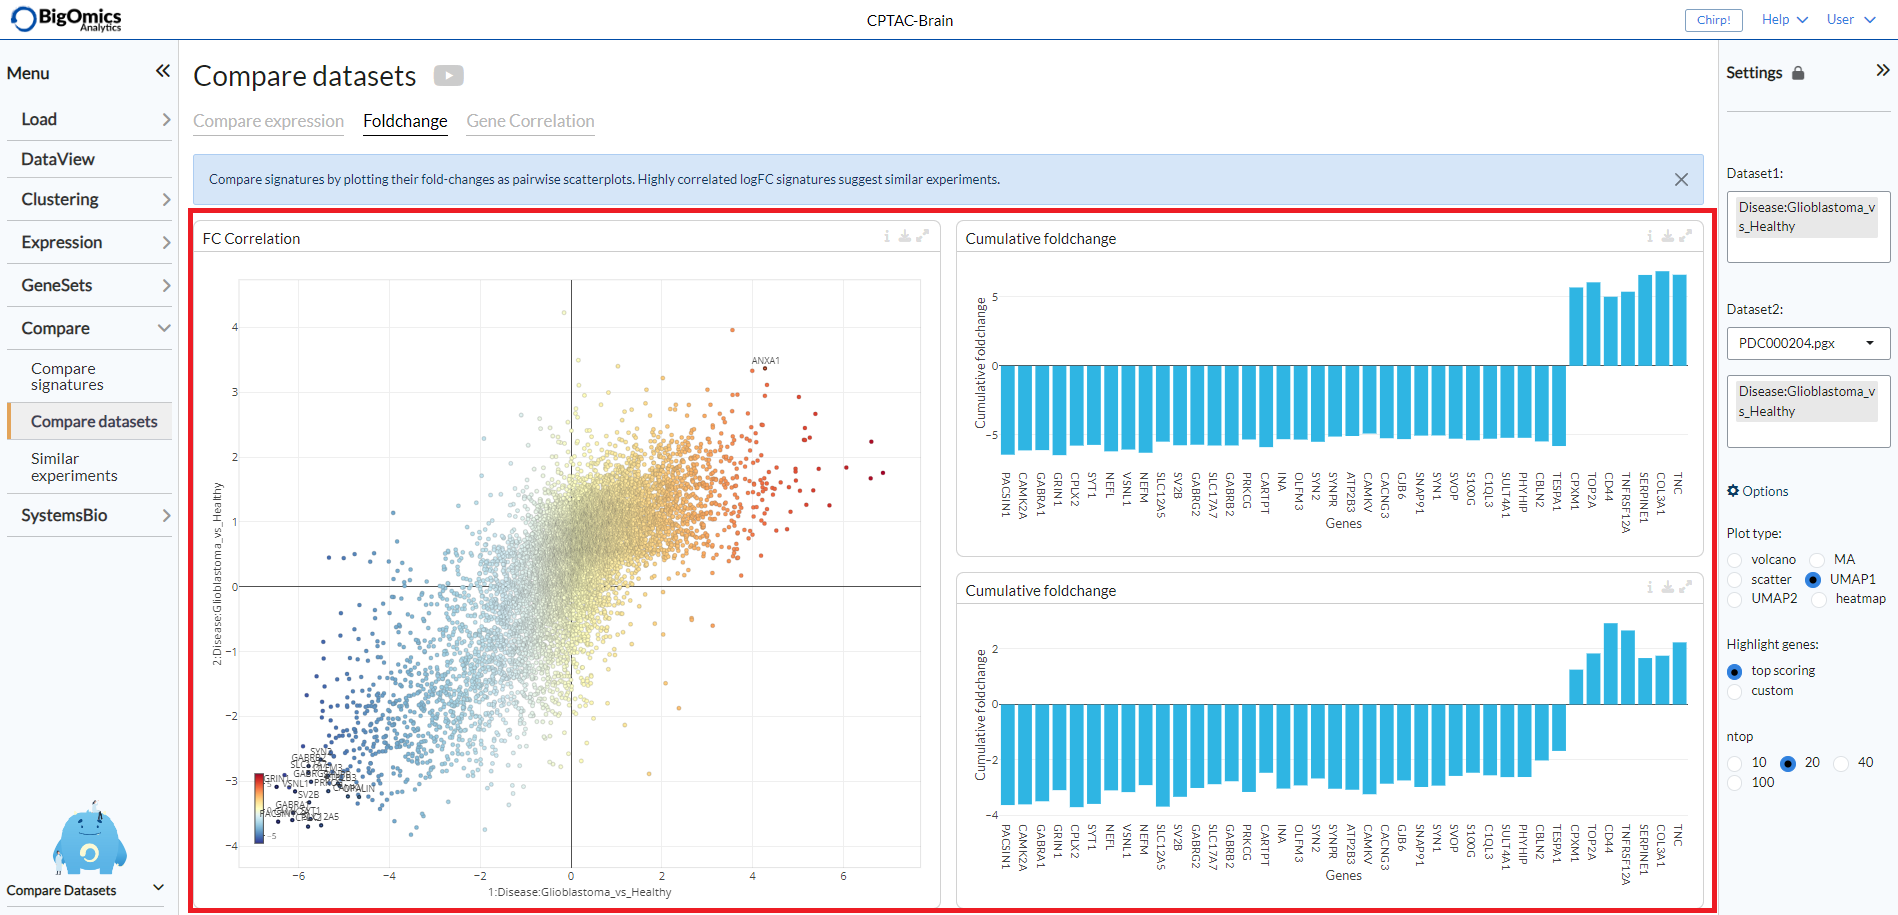 BigOmics
Analytics
CPTAC-Brain
Chirp!
Help
User
Menu
Load
DataView
Clustering
Expression
GeneSets
Compare
Compare
signatures
Compare datasets
Similar
experiments
SystemsBio
Compare Datasets
Compare datasets
Compare expression
Foldchange
Gene Correlation
Compare signatures by plotting their fold-changes as pairwise scatterplots. Highly correlated logFC signatures suggest similar experiments.
FC Correlation
2:Disease:Glioblastoma_vs_Healthy
4
3
2
1
0
−1
−2
−3
−4
ANXA1
SV2B
−5
−6
−4
−2
0
2
4
6
1:Disease:Glioblastoma_vs_Healthy
Cumulative foldchange
Cumulative foldchange
5
0
−5
PACSIN1
CAMK2A
GABRA1
GRIN1
CPLX2
SYT1
NEFL
VSNL1
NEFM
SLC12A5
SV2B
GABRG2
SLC17A7
GABRB2
PRKCG
CARTPT
INA
OLFM3
SYN2
SYNPR
ATP2B3
CAMKV
CACNG3
GJB6
SNAP91
SYN1
SVOP
S100G
C1QL3
SULT4A1
PHYHIP
CBLN2
TESPA1
CPXM1
TOP2A
CD44
TNFRSF12A
SERPINE1
COL3A1
TNC
Genes
Cumulative foldchange
Cumulative foldchange
2
0
−2
−4
PACSIN1
CAMK2A
GABRA1
GRIN1
CPLX2
SYT1
NEFL
VSNL1
NEFM
SLC12A5
SV2B
GABRG2
SLC17A7
GABRB2
PRKCG
CARTPT
INA
OLFM3
SYN2
SYNPR
ATP2B3
CAMKV
CACNG3
GJB6
SNAP91
SYN1
SVOP
S100G
C1QL3
SULT4A1
PHYHIP
CBLN2
TESPA1
CPXM1
TOP2A
CD44
TNFRSF12A
SERPINE1
COL3A1
TNC
Genes
Settings
Dataset1:
Disease:Glioblastoma_v
s_Healthy
Dataset2:
PDC000204.pgx
Disease:Glioblastoma_v
s_Healthy
Options
Plot type:
volcano MA
scatter UMAP1
UMAP2 heatmap
Highlight genes:
top scoring
custom
ntop
10 20 40
100